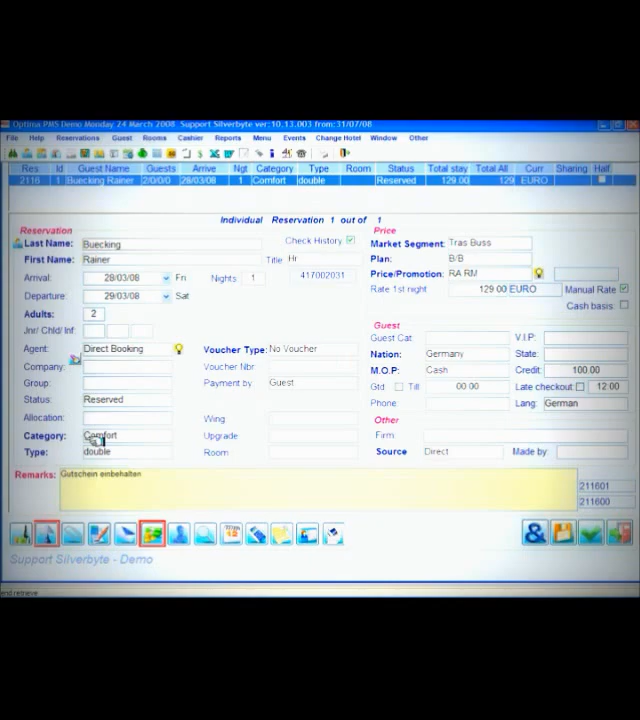 Optima PMS Demo Monday 24 March 2008 Support Silverbyte ver:10.13.003 from:31/07/08
File Help Reservations Guest Rooms Cashier Reports Menu Events Change Hotel Window Other
Res Id Guest Name Guests Arrive Ngt Category Type Room Status Total stay Total All Curr Sharing Half
2116 1 Buecking Rainer 2/0/0/0 28/03/08 1 Comfort double Reserved 129.00 129 EURO
Individual Reservation 1 out of 1
Reservation Price
Last Name: Buecking Check History Market Segment: Tras Buss
First Name: Rainer Title Hr Plan: B/B
Arrival: 28/03/08 Fri Nights: 1 417002031 Price/Promotion: RA RM
Departure: 29/03/08 Sat Rate 1st night 129.00 EURO Manual Rate
Adults: 2 Cash basis:
Jnr/ Chld/ Inf: Guest
Guest Cat V.I.P:
Agent: Direct Booking Voucher Type: No Voucher Nation: Germany State:
Company: Voucher Nbr M.O.P: Cash Credit: 100.00
Group: Payment by Guest Gtd Till 00:00 Late checkout: 12:00
Status: Reserved Phone Lang: German
Allocation: Wing Other
Category: Comfort Upgrade Firm
Type: double Room Source Direct Made by:
Remarks: Gutschein einbehalten
211601
211600
Support Silverbyte - Demo
end retrieve